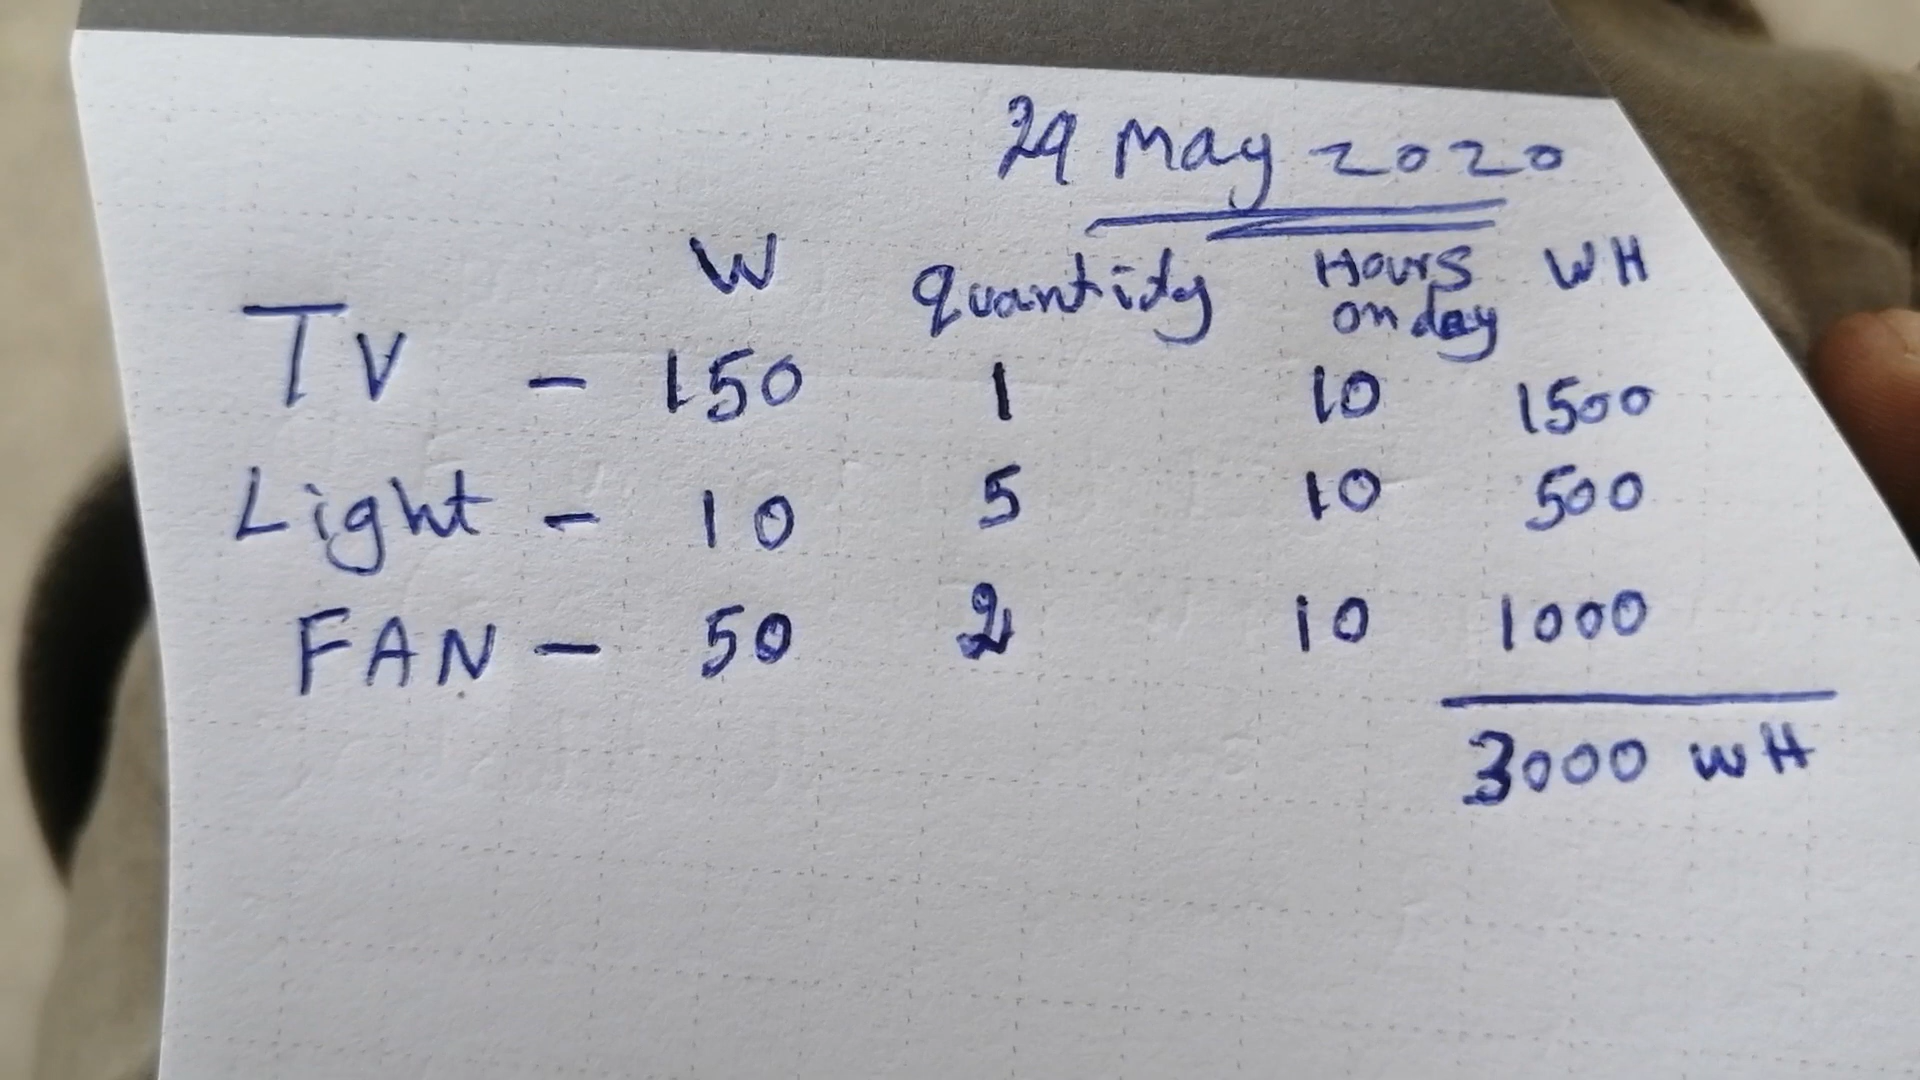 29 May 2020
W Quantity Hours on day WH
TV - 150 1 10 1500
Light - 10 5 10 500
FAN - 50 2 10 1000
3000 WH